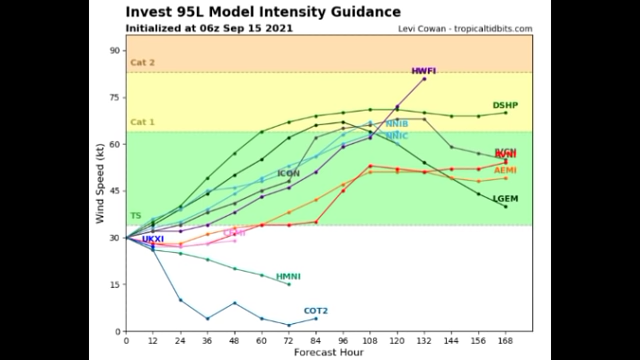 Invest 95L Model Intensity Guidance
Initialized at 06z Sep 15 2021
Levi Cowan - tropicaltidbits.com
90
75
60
45
30
15
0
Wind Speed (kt)
Cat 2
Cat 1
TS
HWFI
DSHP
NNIB
NNIC
ICON
AEMI
LGEM
UKXI
HMNI
COT2
0 12 24 36 48 60 72 84 96 108 120 132 144 156 168
Forecast Hour